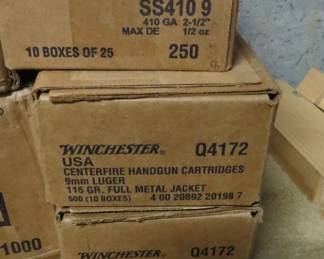 SS410 9
410 GA 2-1/2"
MAX DE 1/2 oz
10 BOXES OF 25 250
WINCHESTER® Q4172
USA
CENTERFIRE HANDGUN CARTRIDGES
9mm LUGER
115 GR. FULL METAL JACKET
500 (10 BOXES) 4 00 20892 20198 7
WINCHESTER® Q4172
1000